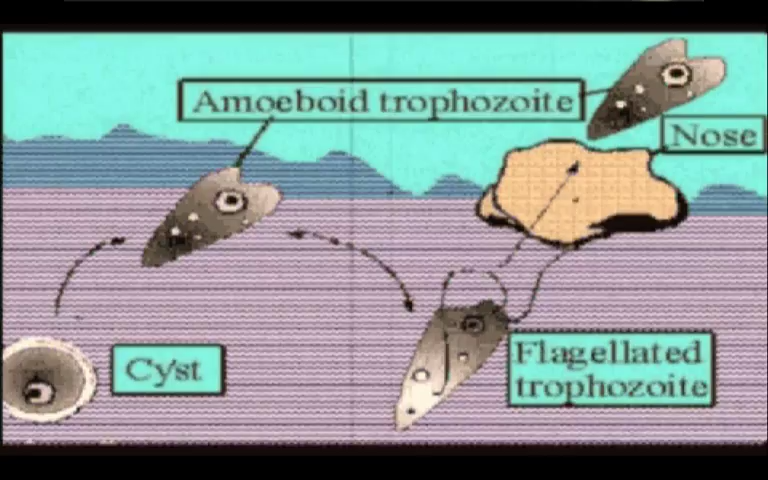 Amoeboid trophozoite
Nose
Cyst
Flagellated
trophozoite